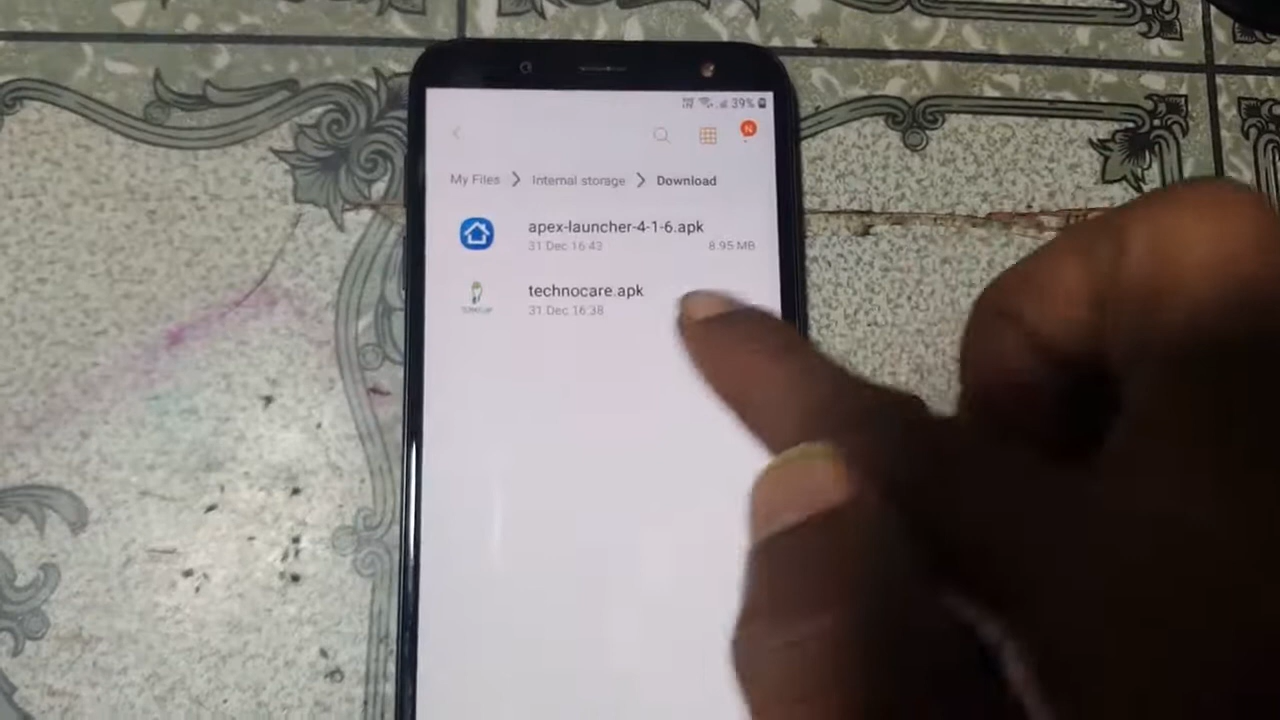 39%
N
My Files > Internal storage > Download
apex-launcher-4-1-6.apk
31 Dec 16:43
8.95 MB
technocare.apk
31 Dec 16:38